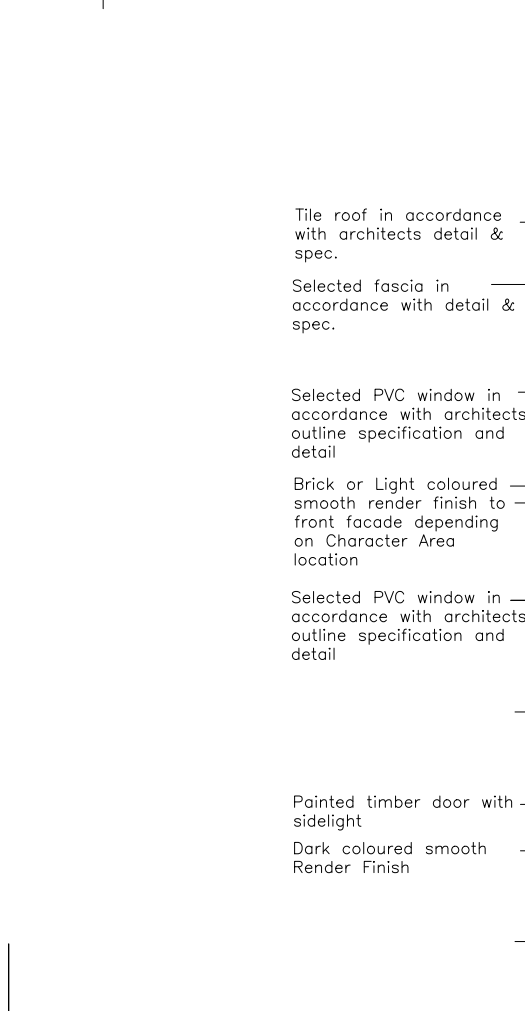 Tile roof in accordance
with architects detail &
spec.
Selected fascia in
accordance with detail &
spec.
Selected PVC window in
accordance with architects
outline specification and
detail
Brick or Light coloured
smooth render finish to
front facade depending
on Character Area
location
Selected PVC window in
accordance with architects
outline specification and
detail
Painted timber door with
sidelight
Dark coloured smooth
Render Finish